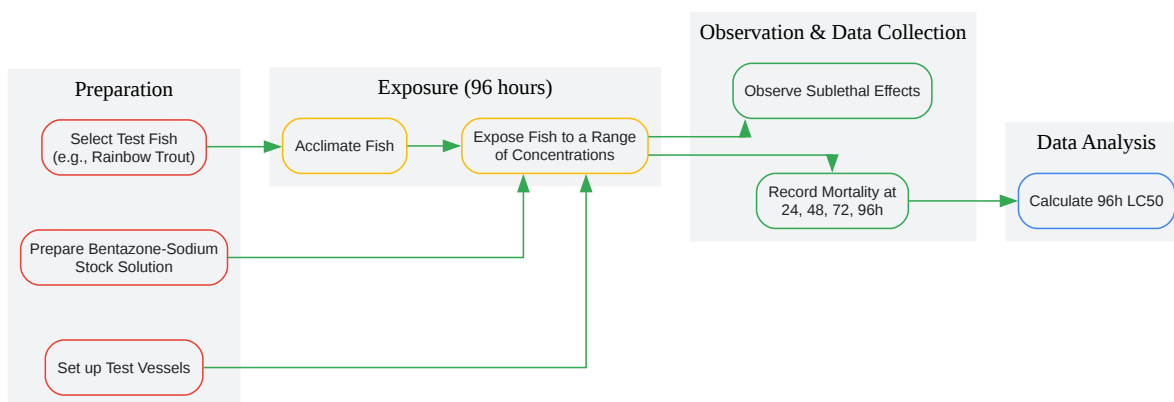 Preparation
Select Test Fish
(e.g., Rainbow Trout)
Prepare Bentazone-Sodium
Stock Solution
Set up Test Vessels
Exposure (96 hours)
Acclimate Fish
Expose Fish to a Range
of Concentrations
Observation & Data Collection
Observe Sublethal Effects
Record Mortality at
24, 48, 72, 96h
Data Analysis
Calculate 96h LC50